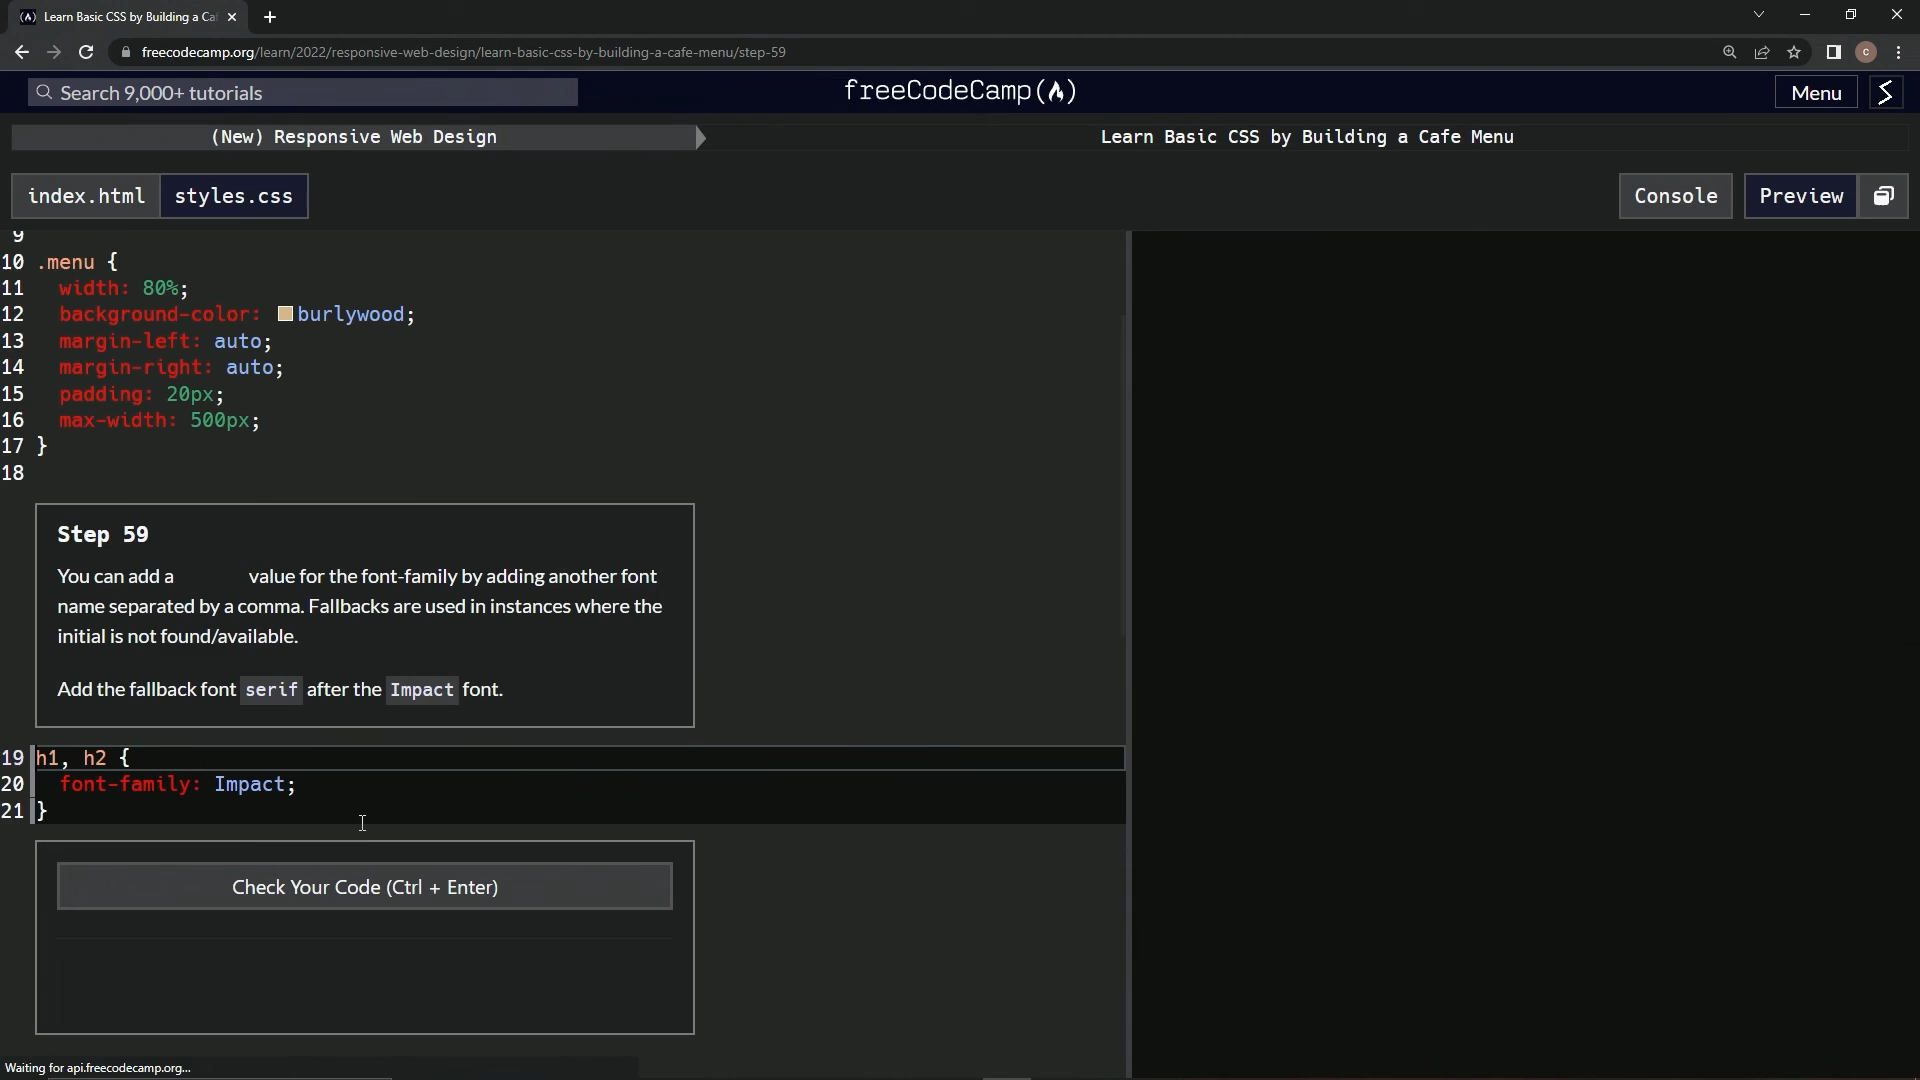 Learn Basic CSS by Building a Caf
freecodecamp.org/learn/2022/responsive-web-design/learn-basic-css-by-building-a-cafe-menu/step-59
C
Search 9,000+ tutorials
freeCodeCamp
Menu
(New) Responsive Web Design
Learn Basic CSS by Building a Cafe Menu
index.html
styles.css
Console
Preview
9
10 .menu {
11 width: 80%;
12 background-color: burlywood;
13 margin-left: auto;
14 margin-right: auto;
15 padding: 20px;
16 max-width: 500px;
17 }
18
Step 59
You can add a value for the font-family by adding another font
name separated by a comma. Fallbacks are used in instances where the
initial is not found/available.
Add the fallback font serif after the Impact font.
19 h1, h2 {
20 font-family: Impact;
21 }
Check Your Code (Ctrl + Enter)
Waiting for api.freecodecamp.org...